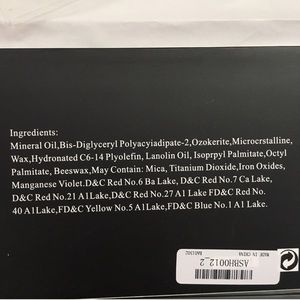 Ingredients:
Mineral Oil,Bis-Diglyceryl Polyacyiadipate-2,Ozokerite,Microcrstalline,
Wax,Hydronated C6-14 Plyolefin, Lanolin Oil, Isoprpyl Palmitate,Octyl
Palmitate, Beeswax,May Contain: Mica, Titanium Dioxide,Iron Oxides,
Manganese Violet.D&C Red No.6 Ba Lake, D&C Red No.7 Ca Lake,
D&C Red No.21 A1Lake,D&C Red No.27 A1 Lake FD&C Red No.
40 A1Lake,FD&C Yellow No.5 A1Lake,FD&C Blue No.1 A1 Lake.
MADE IN CHINA
ASRH0012_2